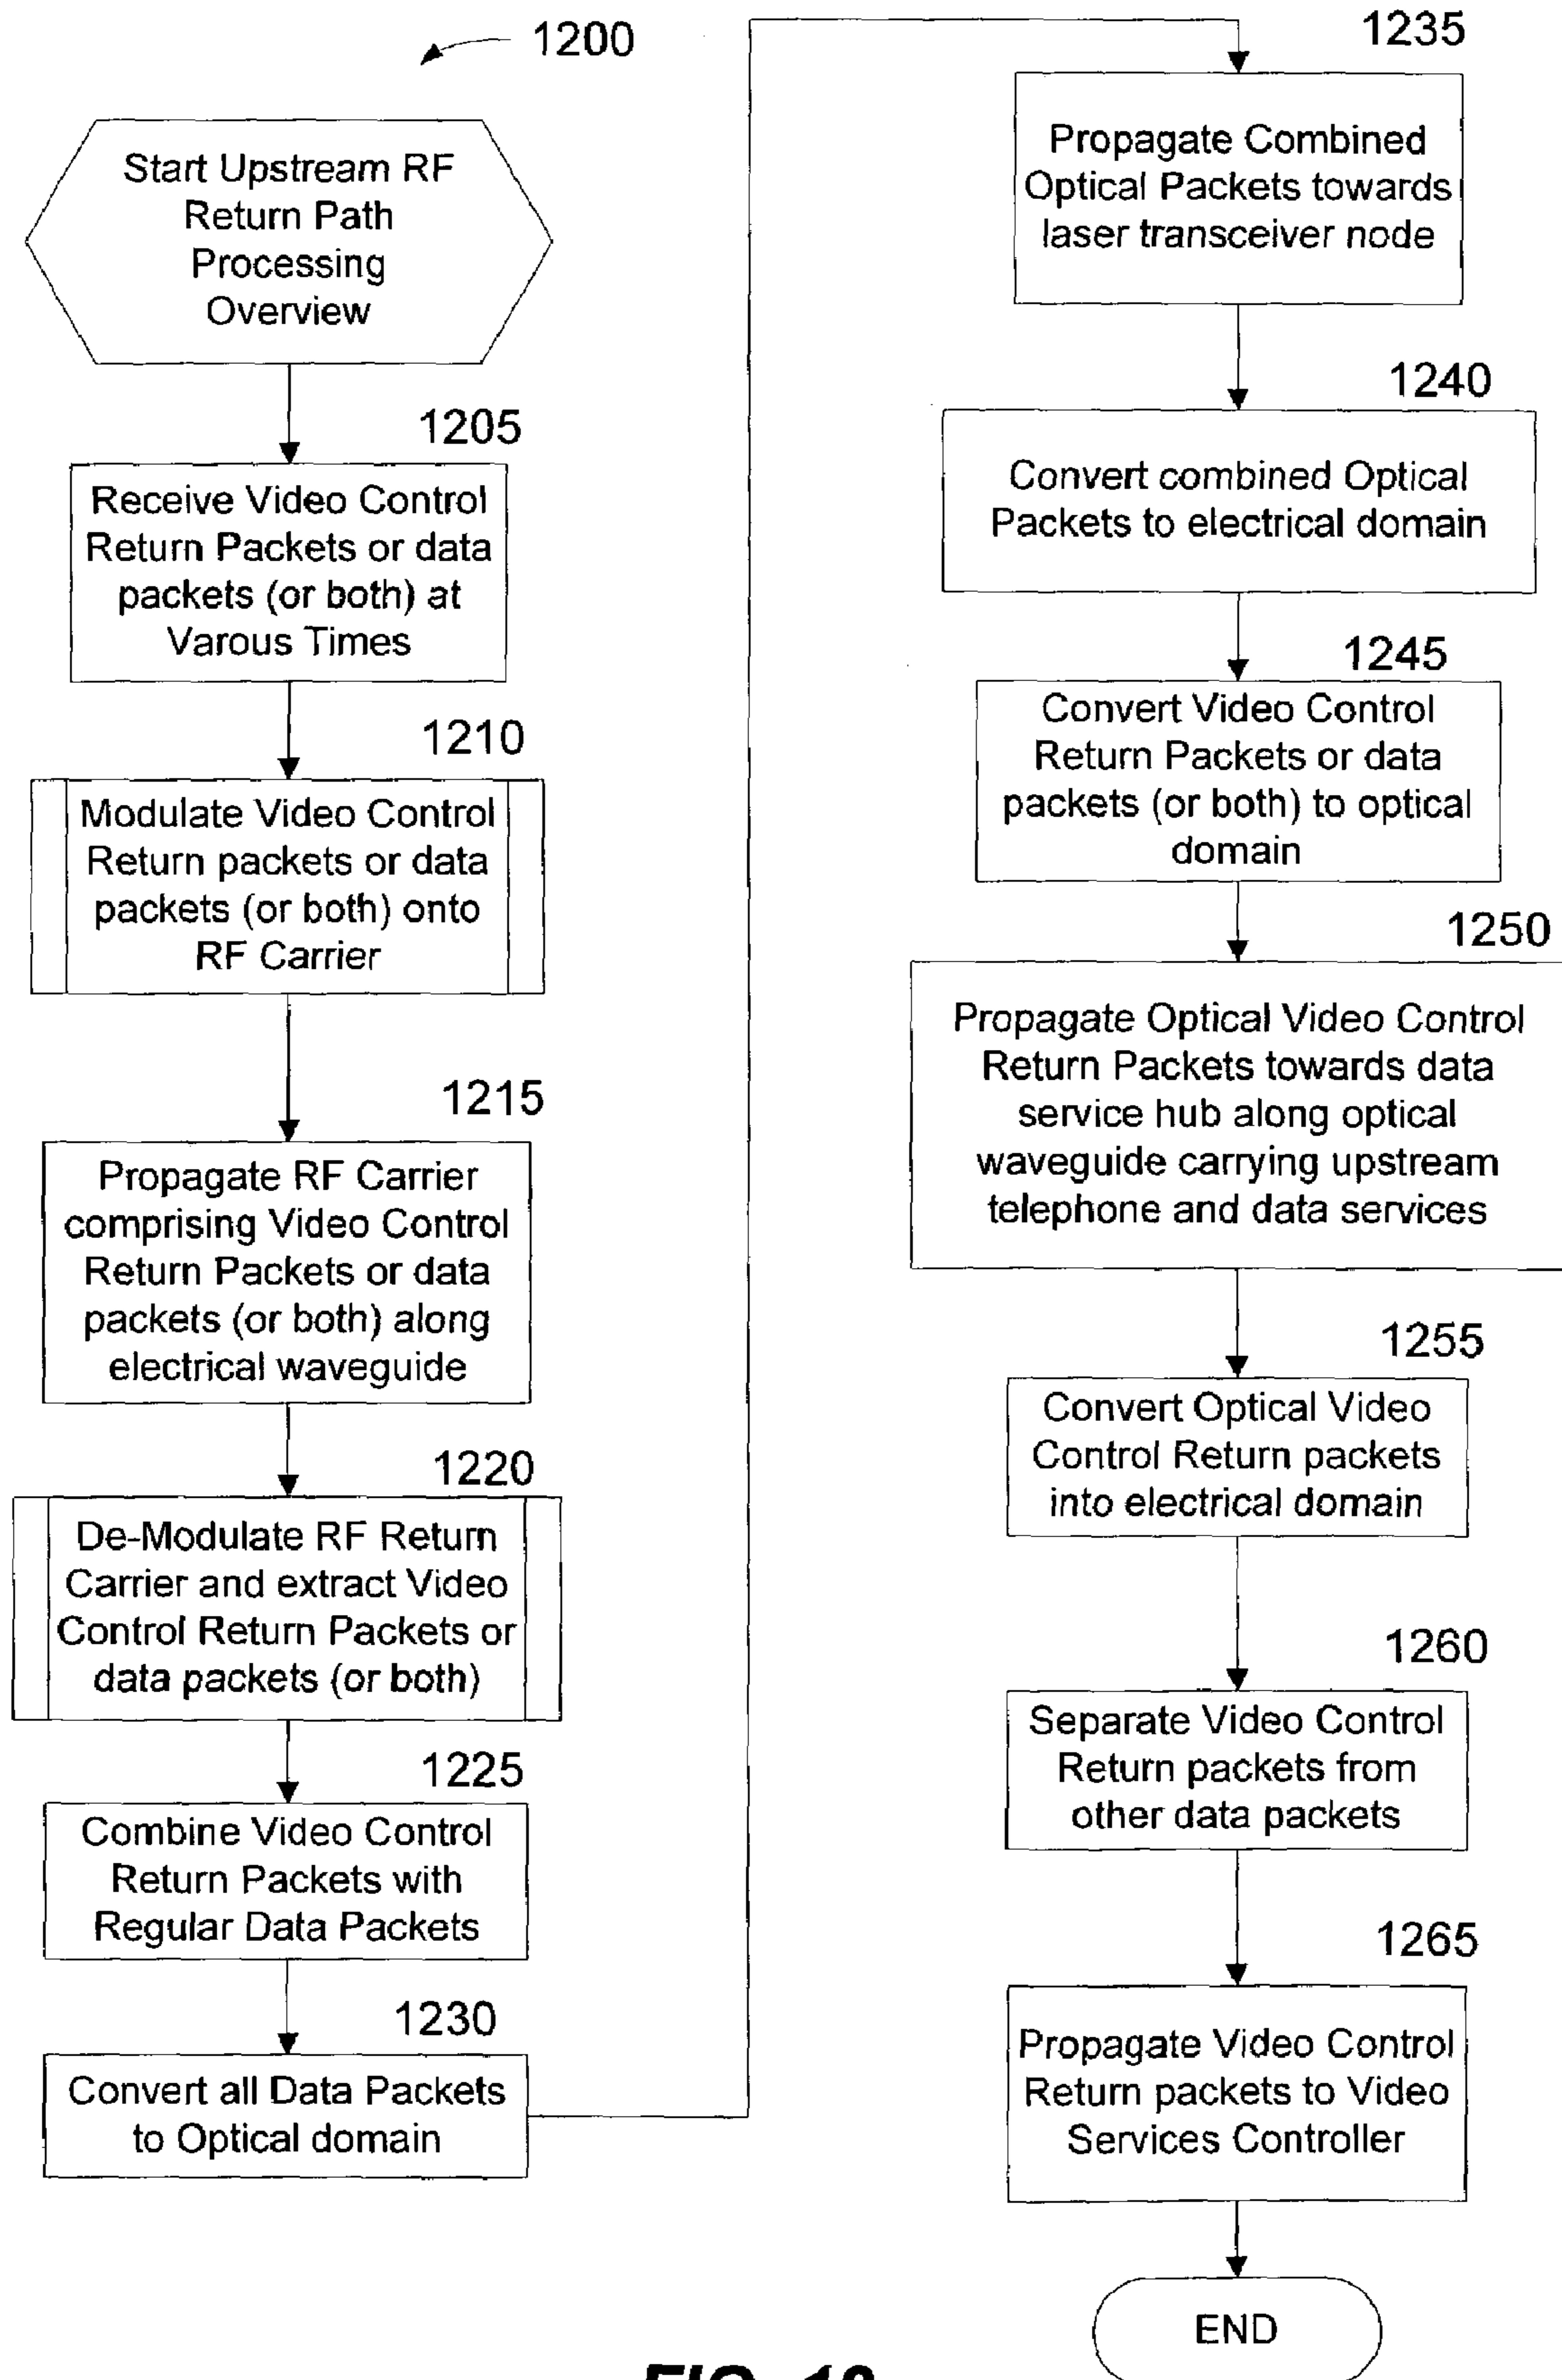 1200
Start Upstream RF
Return Path
Processing
Overview
1205
Receive Video Control
Return Packets or data
packets (or both) at
Varous Times
1210
Modulate Video Control
Return packets or data
packets (or both) onto
RF Carrier
1215
Propagate RF Carrier
comprising Video Control
Return Packets or data
packets (or both) along
electrical waveguide
1220
De-Modulate RF Return
Carrier and extract Video
Control Return Packets or
data packets (or both)
1225
Combine Video Control
Return Packets with
Regular Data Packets
1230
Convert all Data Packets
to Optical domain
1235
Propagate Combined
Optical Packets towards
laser transceiver node
1240
Convert combined Optical
Packets to electrical domain
1245
Convert Video Control
Return Packets or data
packets (or both) to optical
domain
1250
Propagate Optical Video Control
Return Packets towards data
service hub along optical
waveguide carrying upstream
telephone and data services
1255
Convert Optical Video
Control Return packets
into electrical domain
1260
Separate Video Control
Return packets from
other data packets
1265
Propagate Video Control
Return packets to Video
Services Controller
END
FIG.